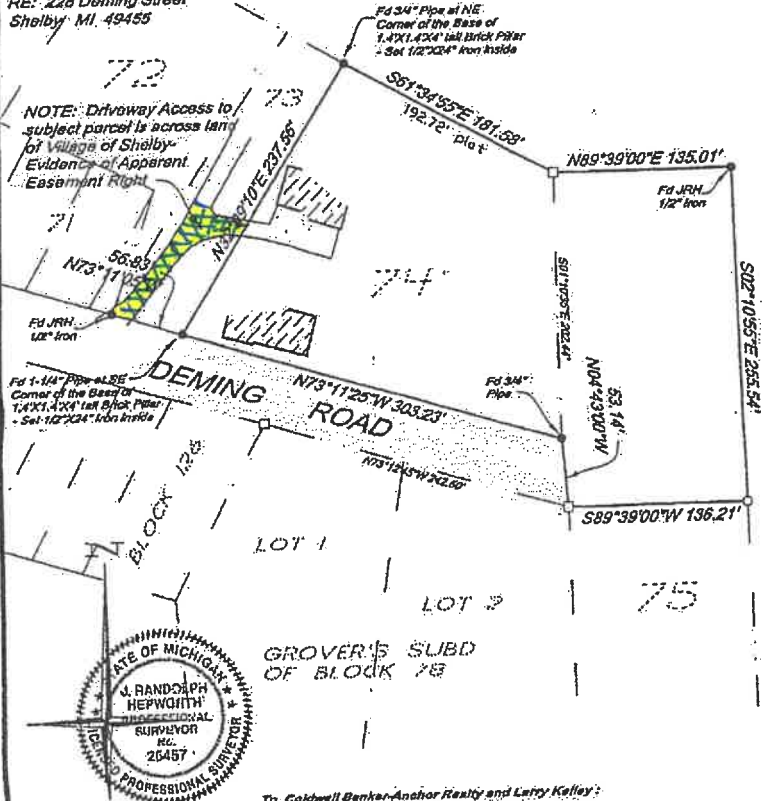 RE: 228 Deming Street
Shelby MI 49455
Fd 3/4" Pipe at NE
Corner of the Base of
1.4'X1.4'X4' tall Brick Pillar
- Set 1/2"X24" Iron Inside
72
73
NOTE: Driveway Access to
subject parcel is across land
of Village of Shelby-
Evidence of Apparent
Easement Right
S61°34'55"E 181.58'
192.72' plat
N89°39'00"E 135.01'
Fd JRH
1/2" Iron
71
56.83
N73°11'25"
74
S02°10'55"E 265.54'
Fd JRH
1/2" Iron
Fd 1-1/4" Pipe at SE
Corner of the Base of
1.4'X1.4'X4' tall Brick Pillar
- Set 1/2"X24" Iron Inside
DEMING ROAD
N73°11'25"W 303.23'
Fd 3/4"
Pipe
53.14'
N04°43'00"W
S89°39'00"W 136.21'
BLOCK 126
N
LOT 1
LOT 2
75
GROVER'S SUBD
OF BLOCK 78
STATE OF MICHIGAN
J. RANDOLPH
HEPWORTH
PROFESSIONAL
SURVEYOR
No.
26457
LICENSED PROFESSIONAL SURVEYOR
To Coldwell Banker-Anchor Realty and Larry Kelley :